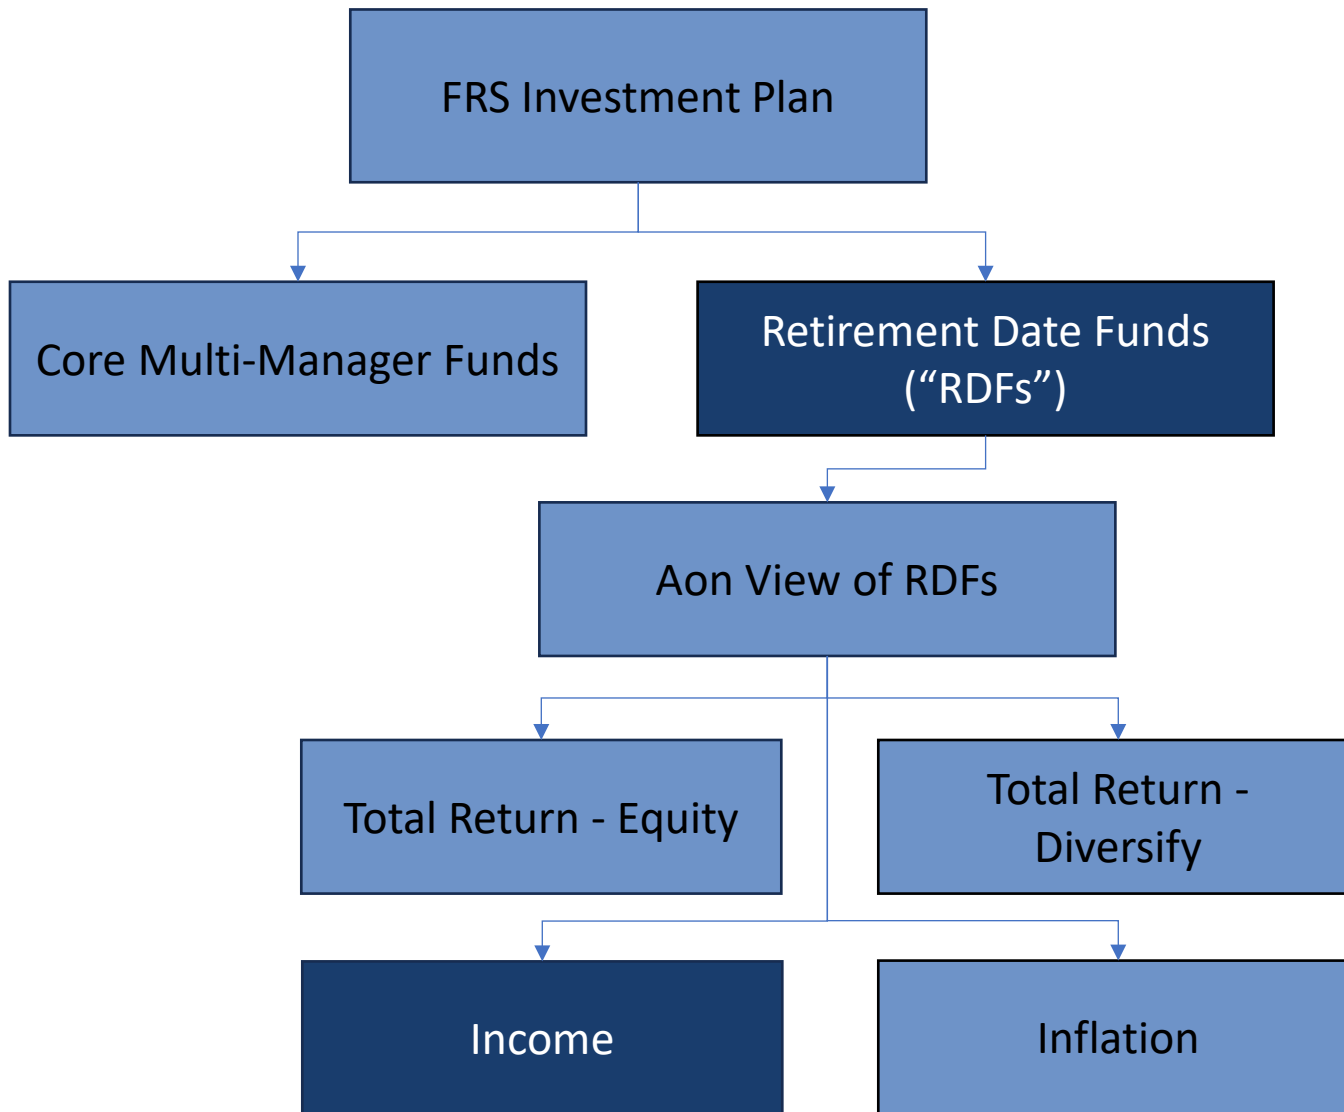 FRS Investment Plan
Core Multi-Manager Funds
Retirement Date Funds
(“RDFs”)
Aon View of RDFs
Total Return - Equity
Total Return -
Diversify
Income
Inflation